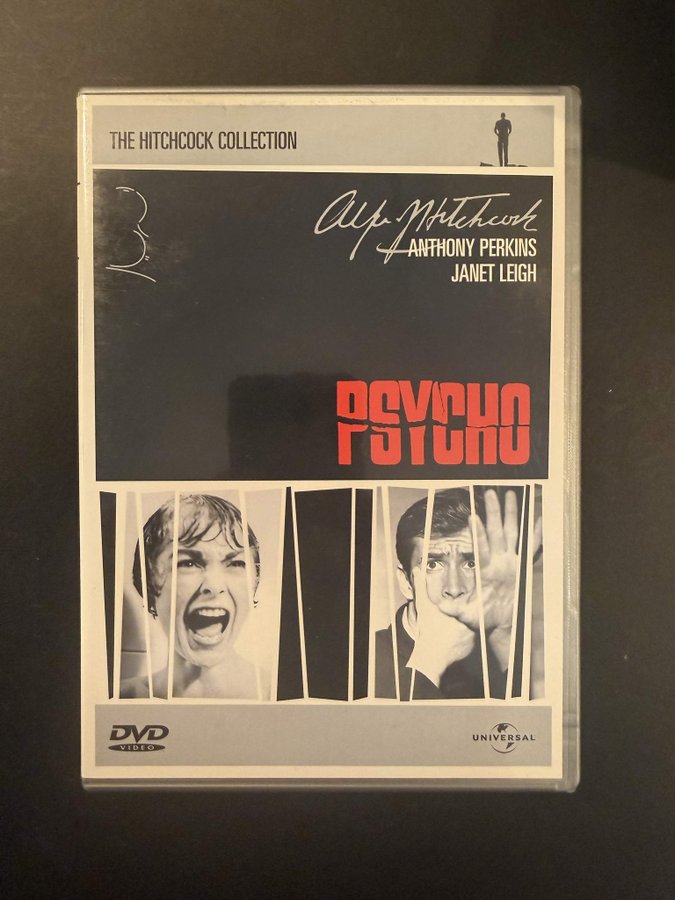 THE HITCHCOCK COLLECTION
Alfred Hitchcock
ANTHONY PERKINS
JANET LEIGH
PSYCHO
DVD
VIDEO
UNIVERSAL